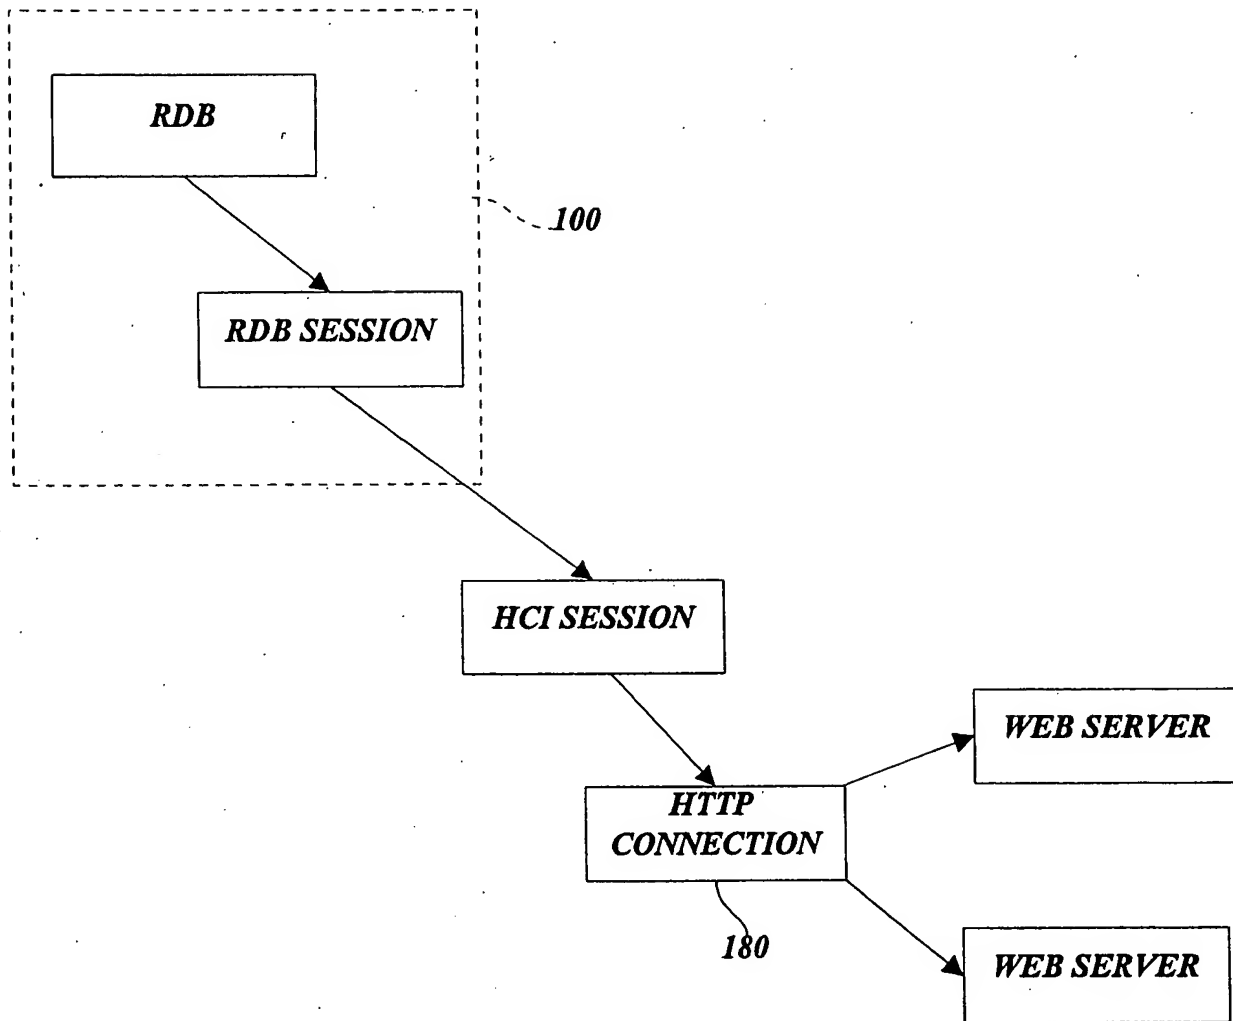 RDB
100
RDB SESSION
HCI SESSION
WEB SERVER
HTTP
CONNECTION
180
WEB SERVER